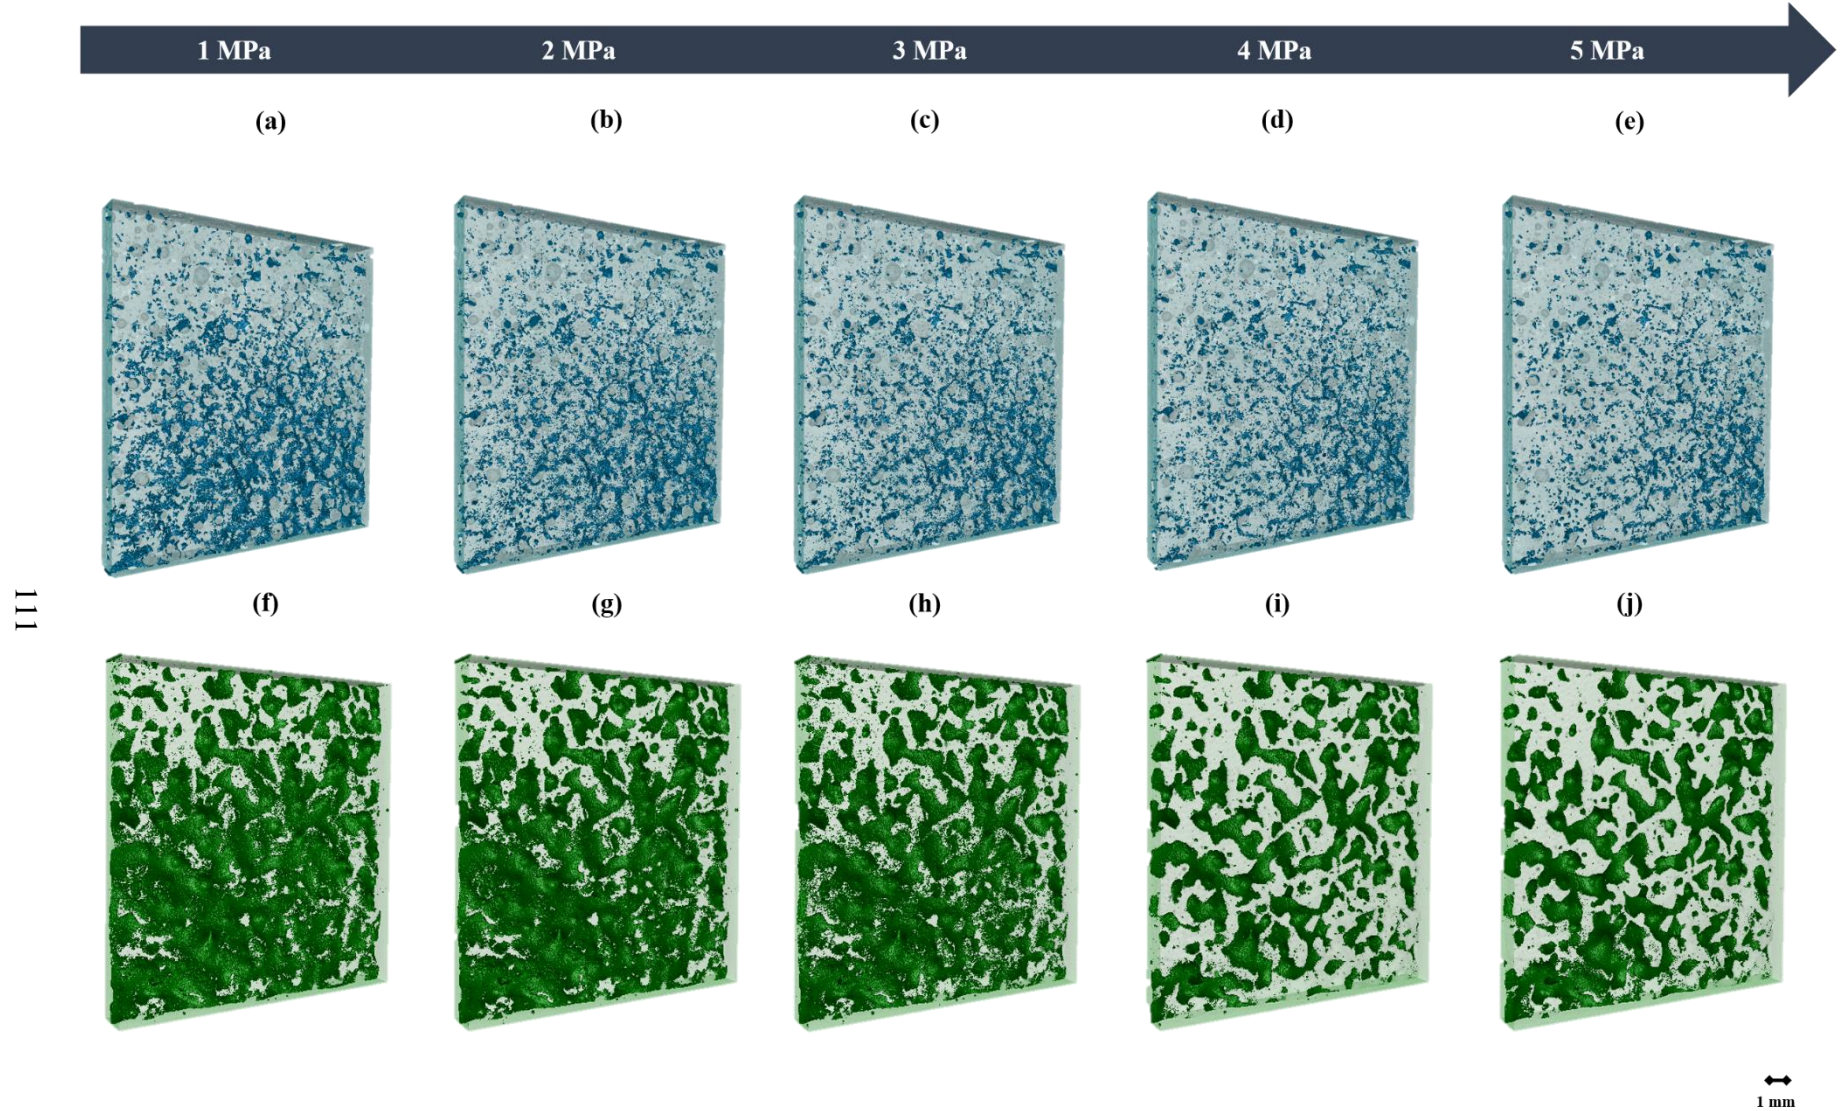 1 MPa 2 MPa 3 MPa 4 MPa 5 MPa
(a) (b) (c) (d) (e)
(f) (g) (h) (i) (j)
111
1 mm